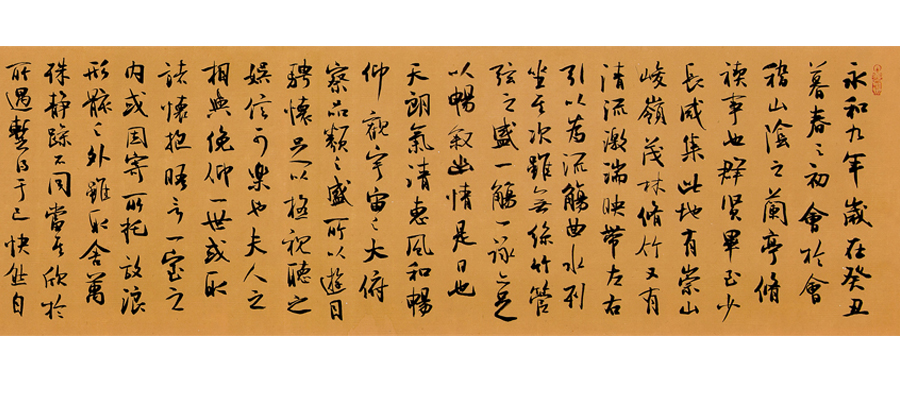 永和九年歲在癸丑
暮春之初會於會
稽山陰之蘭亭脩
禊事也群賢畢至少
長咸集此地有崇山
峻嶺茂林脩竹又有
清流激湍映帶左右
引以為流觴曲水列
坐其次雖無絲竹管
弦之盛一觴一詠亦足
以暢敘幽情是日也
天朗氣清惠風和暢
仰觀宇宙之大俯
察品類之盛所以遊目
騁懷足以極視聽之
娛信可樂也夫人之
相與俛仰一世或取
諸懷抱晤言一室之
內或因寄所托放浪
形骸之外雖取舍萬
殊靜躁不同當其欣於
所遇暫得于己快然自